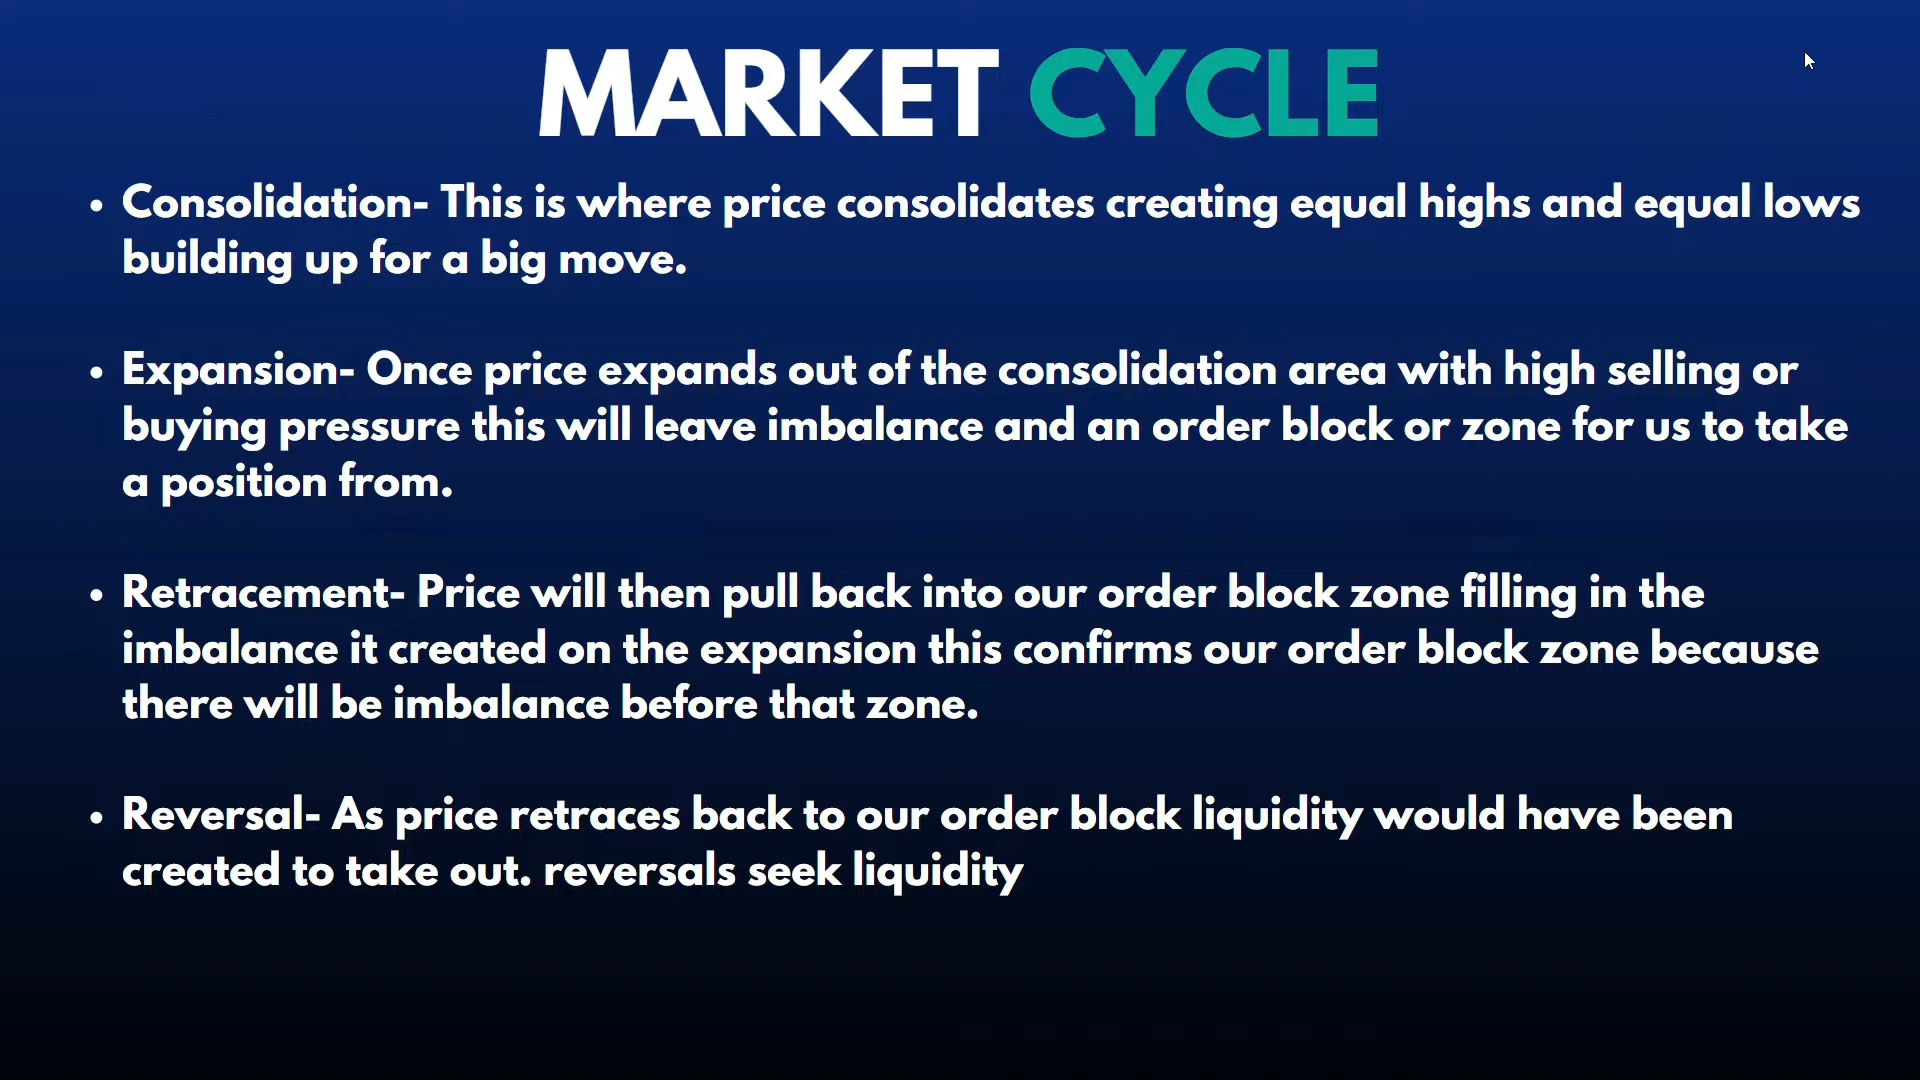 MARKET CYCLE
• Consolidation- This is where price consolidates creating equal highs and equal lows
building up for a big move.
• Expansion- Once price expands out of the consolidation area with high selling or
buying pressure this will leave imbalance and an order block or zone for us to take
a position from.
• Retracement- Price will then pull back into our order block zone filling in the
imbalance it created on the expansion this confirms our order block zone because
there will be imbalance before that zone.
• Reversal- As price retraces back to our order block liquidity would have been
created to take out. reversals seek liquidity